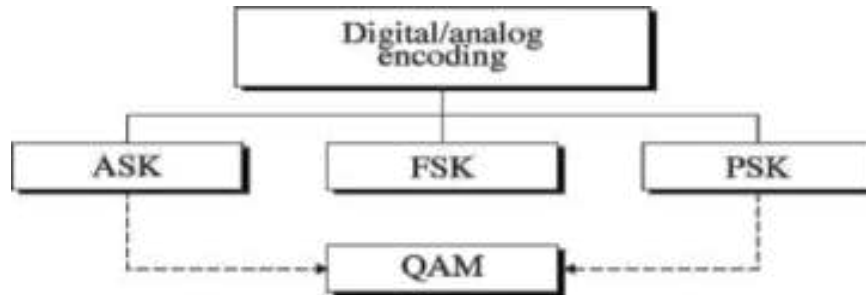 Digital/analog
encoding
ASK
FSK
PSK
QAM